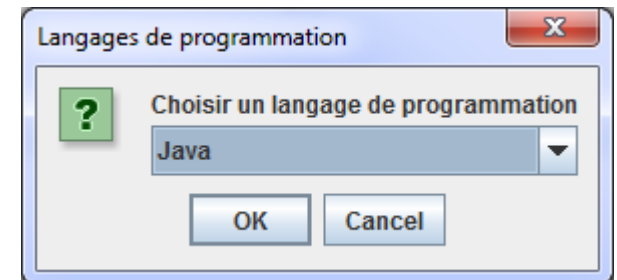 Langages de programmation
Choisir un langage de programmation
Java
OK Cancel